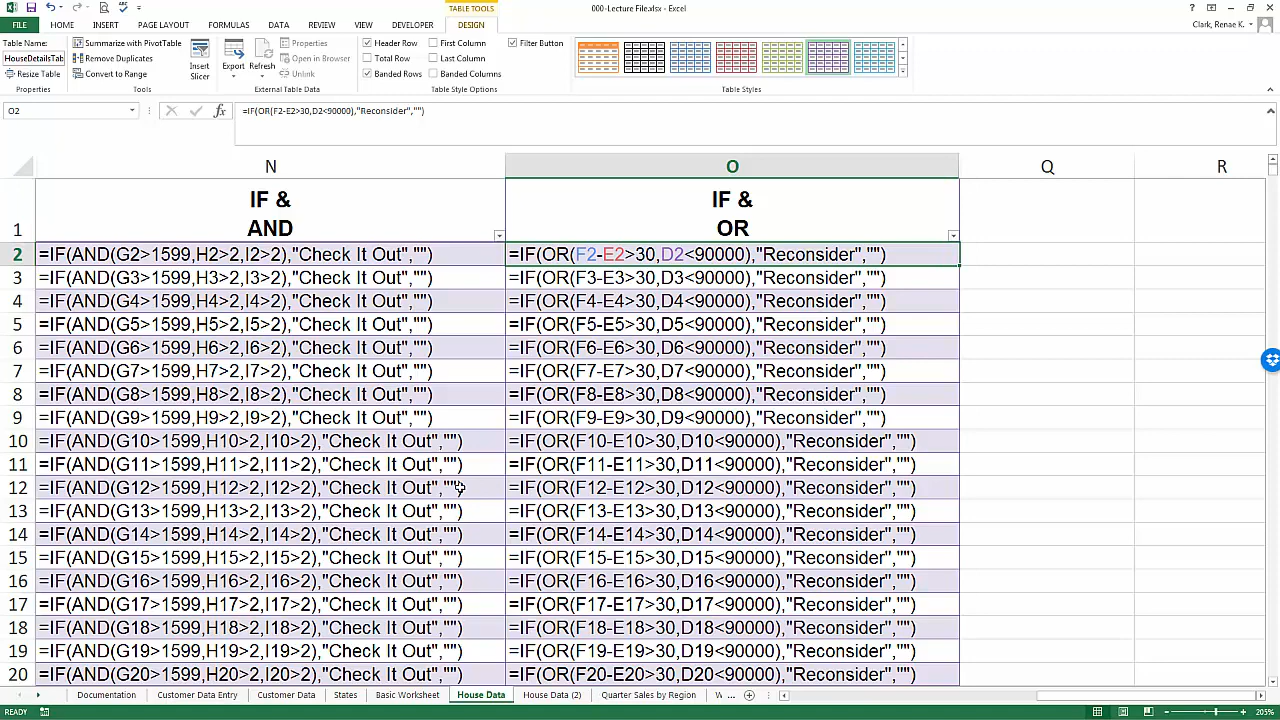 TABLE TOOLS
000-Lecture File.xlsx - Excel
FILE HOME INSERT PAGE LAYOUT FORMULAS DATA REVIEW VIEW DEVELOPER DESIGN Clark, Renae K.
Table Name:
HouseDetailsTab
Resize Table
Properties
Summarize with PivotTable
Remove Duplicates
Convert to Range
Tools
Insert
Slicer
Export Refresh
Properties
Open in Browser
Unlink
External Table Data
Header Row First Column Filter Button
Total Row Last Column
Banded Rows Banded Columns
Table Style Options
Table Styles
O2 fx =IF(OR(F2-E2>30,D2<90000),"Reconsider","")
N O Q R
1 IF & IF &
AND OR
2 =IF(AND(G2>1599,H2>2,I2>2),"Check It Out","") =IF(OR(F2-E2>30,D2<90000),"Reconsider","")
3 =IF(AND(G3>1599,H3>2,I3>2),"Check It Out","") =IF(OR(F3-E3>30,D3<90000),"Reconsider","")
4 =IF(AND(G4>1599,H4>2,I4>2),"Check It Out","") =IF(OR(F4-E4>30,D4<90000),"Reconsider","")
5 =IF(AND(G5>1599,H5>2,I5>2),"Check It Out","") =IF(OR(F5-E5>30,D5<90000),"Reconsider","")
6 =IF(AND(G6>1599,H6>2,I6>2),"Check It Out","") =IF(OR(F6-E6>30,D6<90000),"Reconsider","")
7 =IF(AND(G7>1599,H7>2,I7>2),"Check It Out","") =IF(OR(F7-E7>30,D7<90000),"Reconsider","")
8 =IF(AND(G8>1599,H8>2,I8>2),"Check It Out","") =IF(OR(F8-E8>30,D8<90000),"Reconsider","")
9 =IF(AND(G9>1599,H9>2,I9>2),"Check It Out","") =IF(OR(F9-E9>30,D9<90000),"Reconsider","")
10 =IF(AND(G10>1599,H10>2,I10>2),"Check It Out","") =IF(OR(F10-E10>30,D10<90000),"Reconsider","")
11 =IF(AND(G11>1599,H11>2,I11>2),"Check It Out","") =IF(OR(F11-E11>30,D11<90000),"Reconsider","")
12 =IF(AND(G12>1599,H12>2,I12>2),"Check It Out","") =IF(OR(F12-E12>30,D12<90000),"Reconsider","")
13 =IF(AND(G13>1599,H13>2,I13>2),"Check It Out","") =IF(OR(F13-E13>30,D13<90000),"Reconsider","")
14 =IF(AND(G14>1599,H14>2,I14>2),"Check It Out","") =IF(OR(F14-E14>30,D14<90000),"Reconsider","")
15 =IF(AND(G15>1599,H15>2,I15>2),"Check It Out","") =IF(OR(F15-E15>30,D15<90000),"Reconsider","")
16 =IF(AND(G16>1599,H16>2,I16>2),"Check It Out","") =IF(OR(F16-E16>30,D16<90000),"Reconsider","")
17 =IF(AND(G17>1599,H17>2,I17>2),"Check It Out","") =IF(OR(F17-E17>30,D17<90000),"Reconsider","")
18 =IF(AND(G18>1599,H18>2,I18>2),"Check It Out","") =IF(OR(F18-E18>30,D18<90000),"Reconsider","")
19 =IF(AND(G19>1599,H19>2,I19>2),"Check It Out","") =IF(OR(F19-E19>30,D19<90000),"Reconsider","")
20 =IF(AND(G20>1599,H20>2,I20>2),"Check It Out","") =IF(OR(F20-E20>30,D20<90000),"Reconsider","")
Documentation Customer Data Entry Customer Data States Basic Worksheet House Data House Data (2) Quarter Sales by Region ...
READY 205%